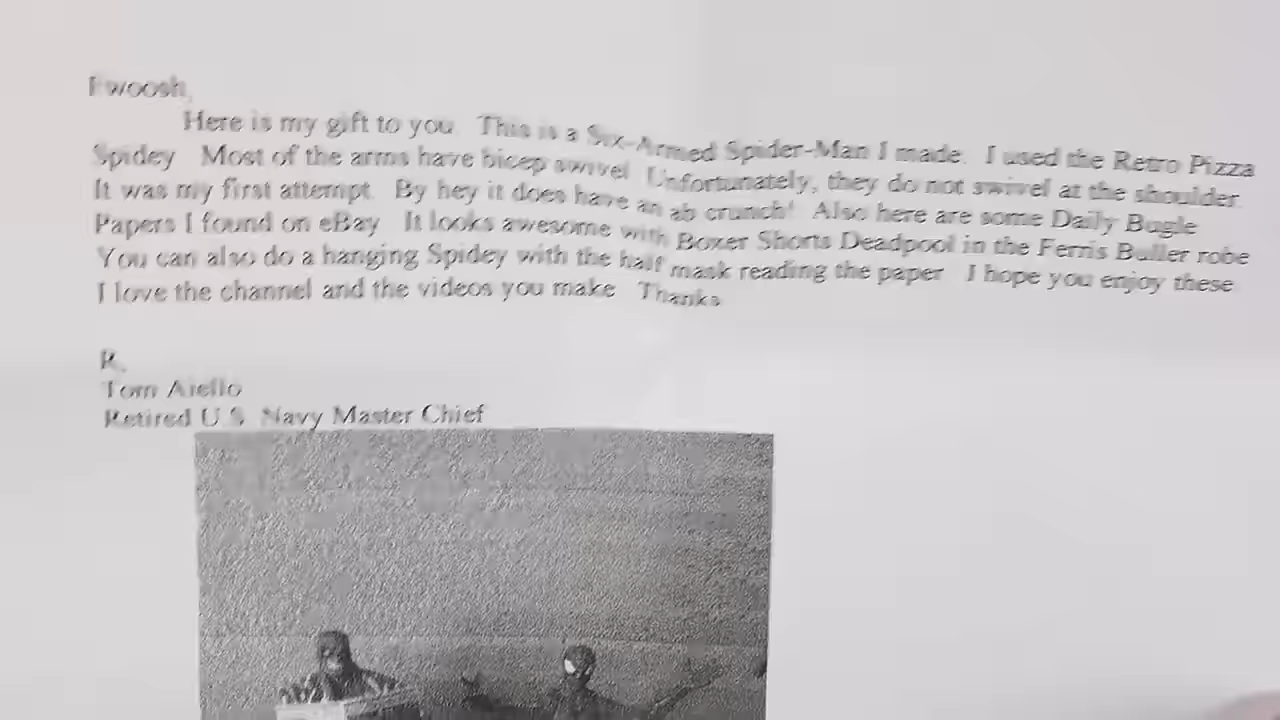 Fwoosh,
Here is my gift to you. This is a Six-Armed Spider-Man I made. I used the Retro Pizza
Spidey. Most of the arms have bicep swivel. Unfortunately, they do not swivel at the shoulder.
It was my first attempt. By hey it does have an ab crunch! Also here are some Daily Bugle
Papers I found on eBay. It looks awesome with Boxer Shorts Deadpool in the Ferris Buller robe.
You can also do a hanging Spidey with the half mask reading the paper. I hope you enjoy these.
I love the channel and the videos you make. Thanks.
R,
Tom Aiello
Retired U.S. Navy Master Chief